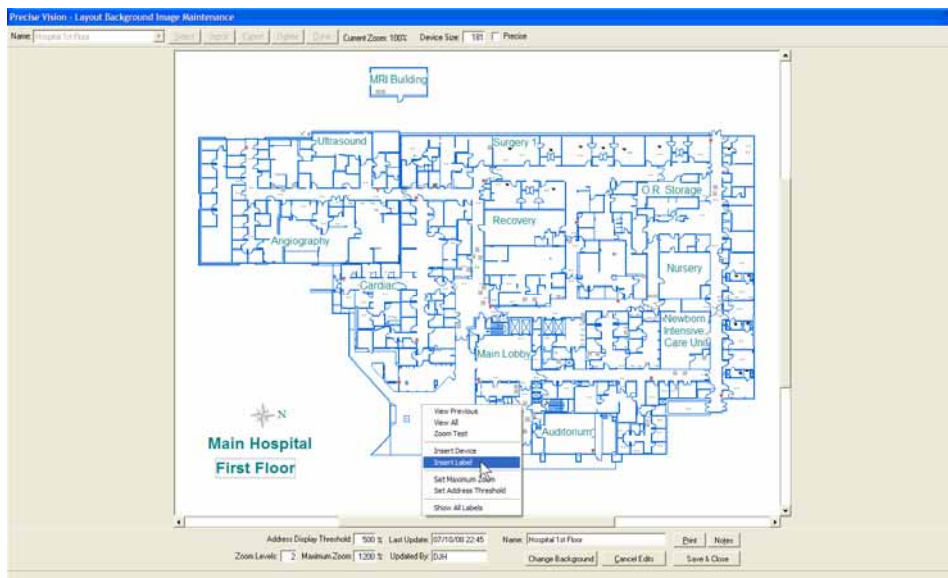 Precise Vision - Layout Background Image Maintenance
Name: Hospital 1st Floor Select Import Export Delete Close Current Zoom: 100% Device Size: 181 Precise
MRI Building
Ultrasound
Surgery 1
O.R. Storage
Recovery
Angiography
Nursery
Cardiac
Newborn
Intensive
Care Unit
Main Lobby
N
Auditorium
Main Hospital
First Floor
View Previous
View All
Zoom Test
Insert Device
Insert Label
Set Maximum Zoom
Set Address Threshold
Show All Labels
Address Display Threshold: 500 % Last Update: 07/10/08 22:45 Name: Hospital 1st Floor Print Notes
Zoom Levels: 2 Maximum Zoom: 1200 % Updated By: DJH Change Background Cancel Edits Save & Close